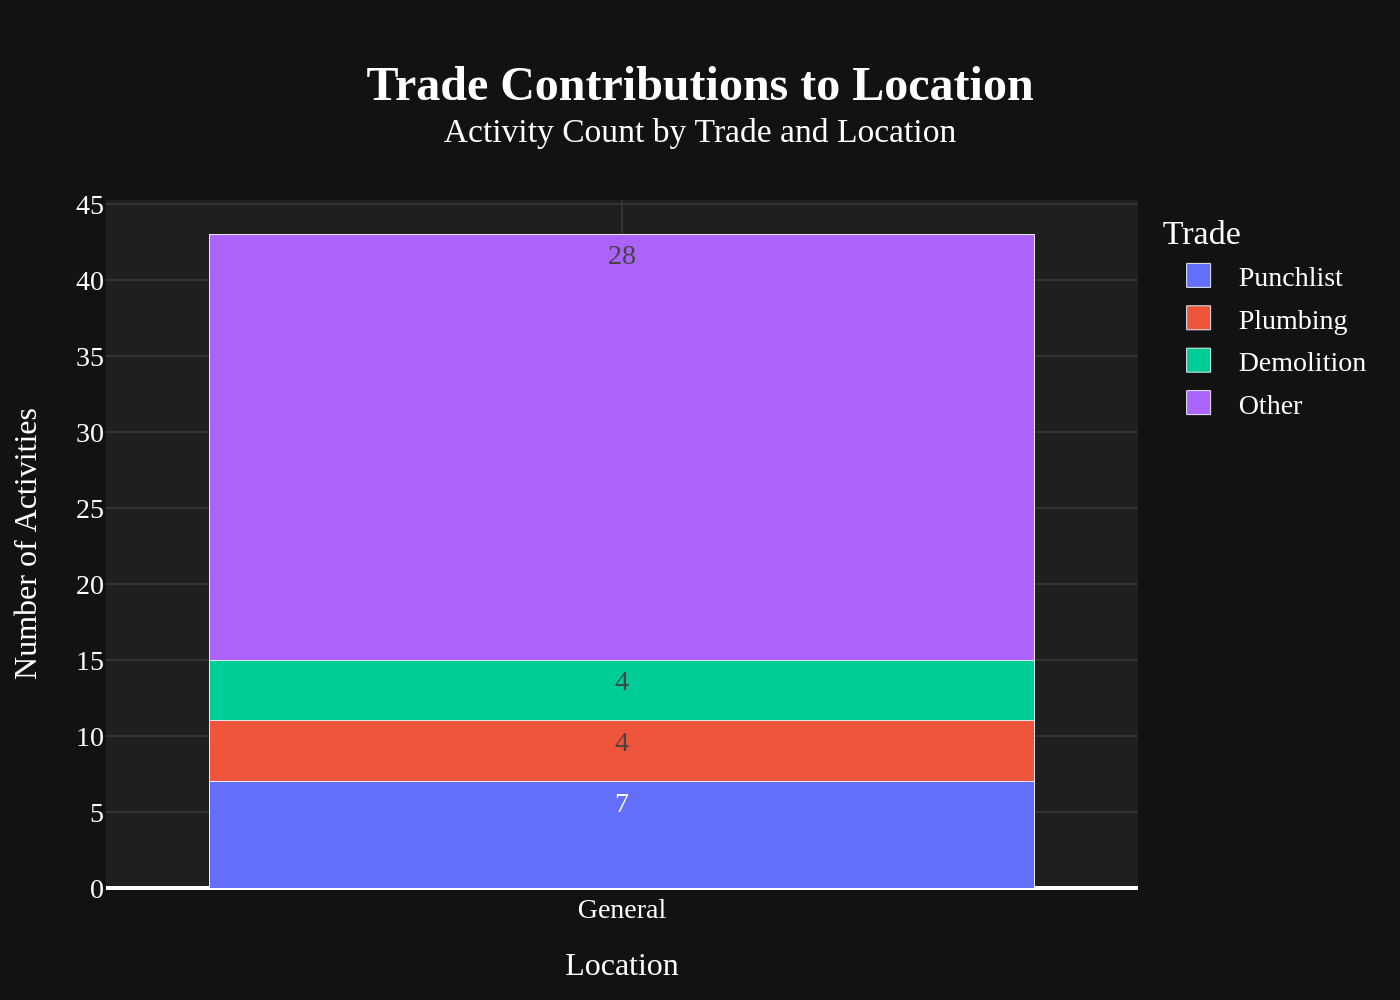 Trade Contributions to Location
Activity Count by Trade and Location
45
40
35
30
25
20
15
10
5
0
Number of Activities
28
4
4
7
General
Location
Trade
Punchlist
Plumbing
Demolition
Other